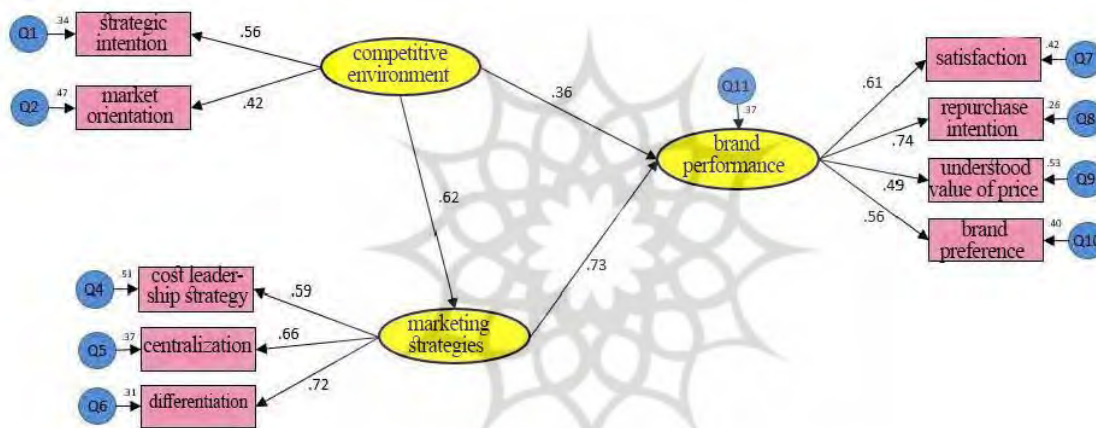 Q1
.34
strategic
intention
.56
Q2
.47
market
orientation
.42
competitive
environment
.36
.62
Q11
.37
brand
performance
.61
.74
.49
.56
satisfaction
.42
Q7
repurchase
intention
.26
Q8
understood
value of price
.53
Q9
brand
preference
.40
Q10
.73
Q4
.51
cost leader-
ship strategy
.59
Q5
.37
centralization
.66
Q6
.31
differentiation
.72
marketing
strategies